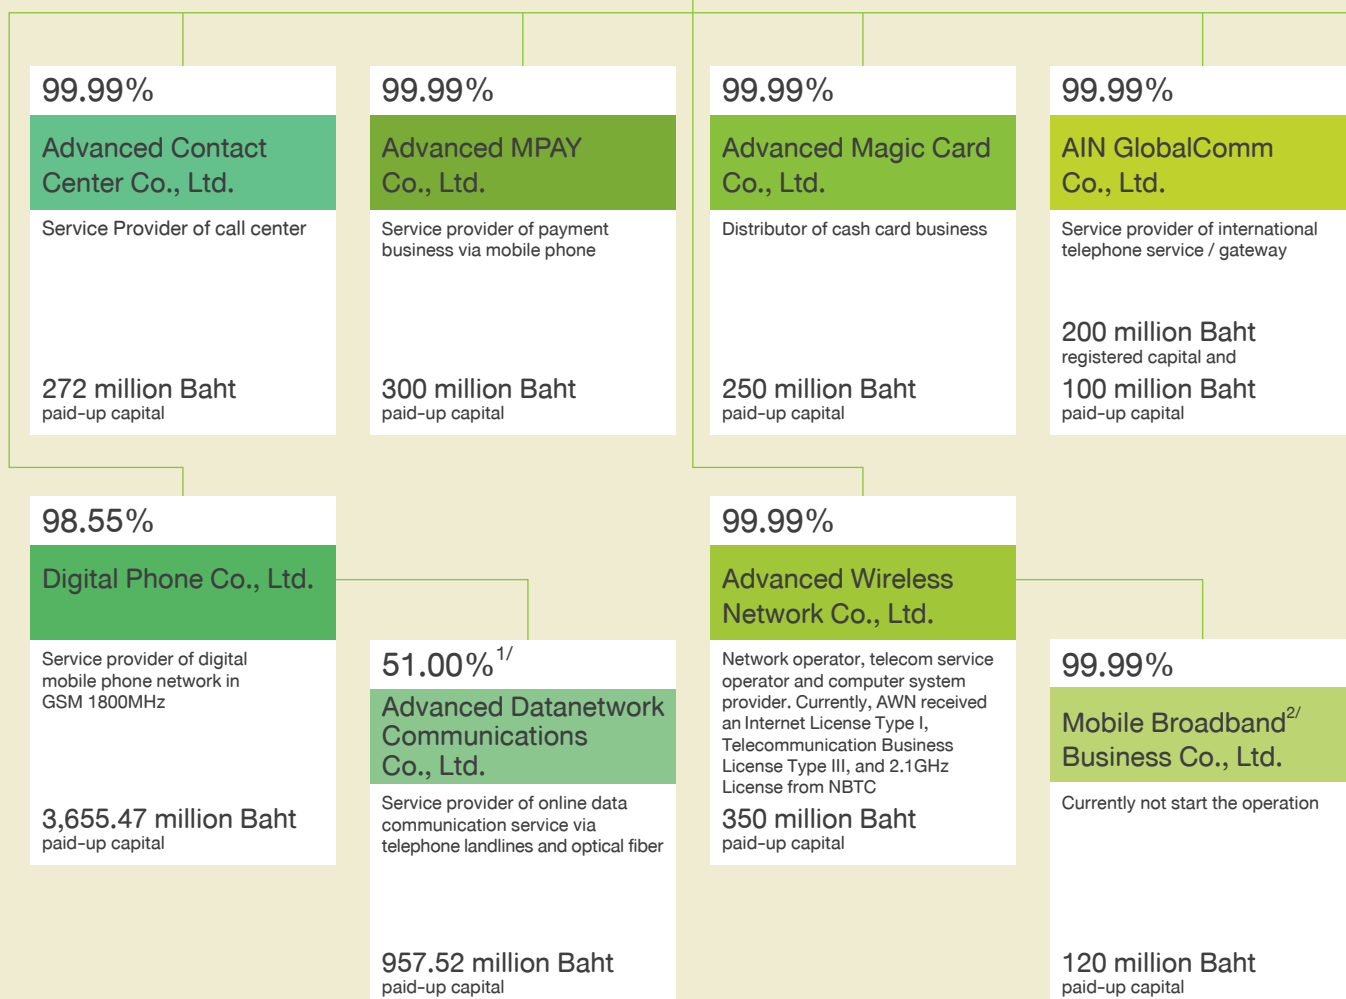 99.99%
Advanced Contact
Center Co., Ltd.
Service Provider of call center
272 million Baht
paid-up capital
99.99%
Advanced MPAY
Co., Ltd.
Service provider of payment
business via mobile phone
300 million Baht
paid-up capital
99.99%
Advanced Magic Card
Co., Ltd.
Distributor of cash card business
250 million Baht
paid-up capital
99.99%
AIN GlobalComm
Co., Ltd.
Service provider of international
telephone service / gateway
200 million Baht
registered capital and
100 million Baht
paid-up capital
98.55%
Digital Phone Co., Ltd.
Service provider of digital
mobile phone network in
GSM 1800MHz
3,655.47 million Baht
paid-up capital
51.00% 1/
Advanced Datanetwork
Communications
Co., Ltd.
Service provider of online data
communication service via
telephone landlines and optical fiber
957.52 million Baht
paid-up capital
99.99%
Advanced Wireless
Network Co., Ltd.
Network operator, telecom service
operator and computer system
provider. Currently, AWN received
an Internet License Type I,
Telecommunication Business
License Type III, and 2.1GHz
License from NBTC
350 million Baht
paid-up capital
99.99%
Mobile Broadband 2/
Business Co., Ltd.
Currently not start the operation
120 million Baht
paid-up capital